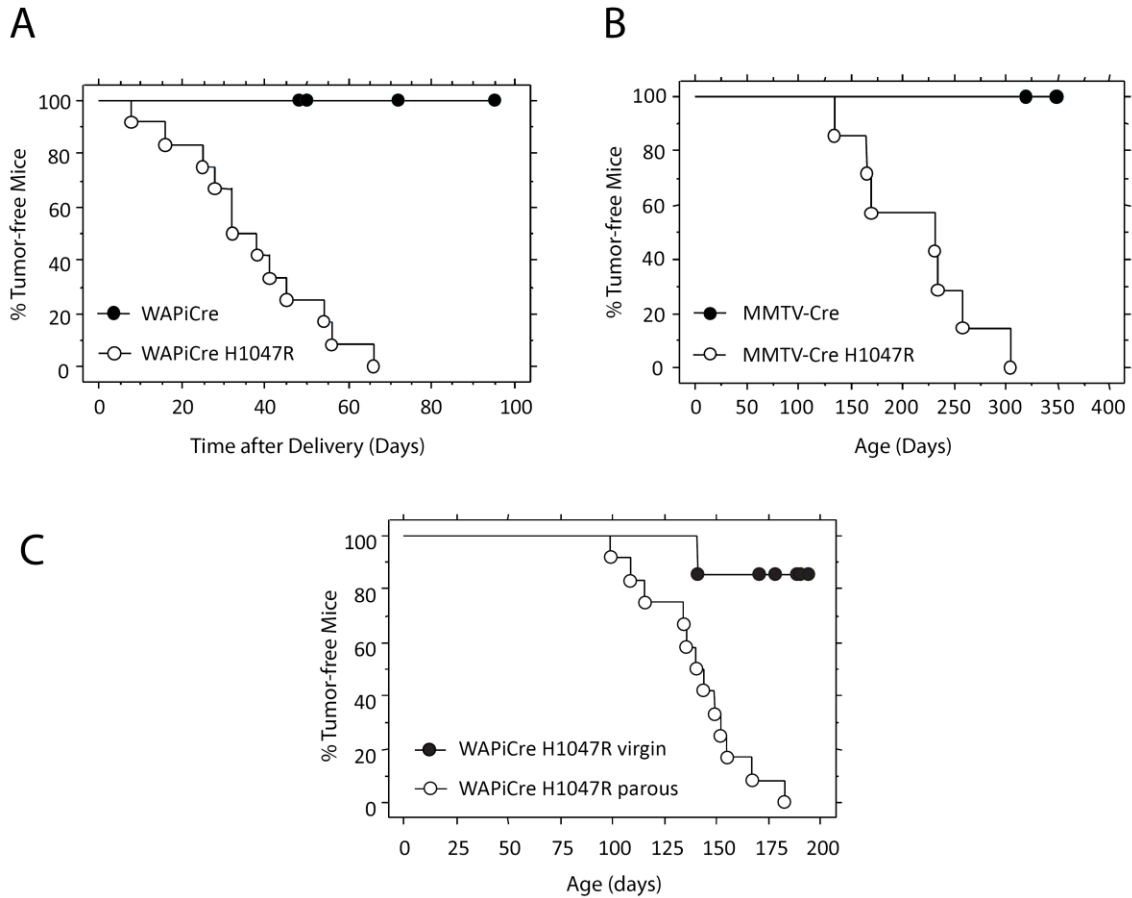 A
% Tumor-free Mice
100
80
60
40
20
0
WAPiCre
WAPiCre H1047R
0 20 40 60 80 100
Time after Delivery (Days)
B
% Tumor-free Mice
100
80
60
40
20
0
MMTV-Cre
MMTV-Cre H1047R
0 50 100 150 200 250 300 350 400
Age (Days)
C
% Tumor-free Mice
100
80
60
40
20
0
WAPiCre H1047R virgin
WAPiCre H1047R parous
0 25 50 75 100 125 150 175 200
Age (days)